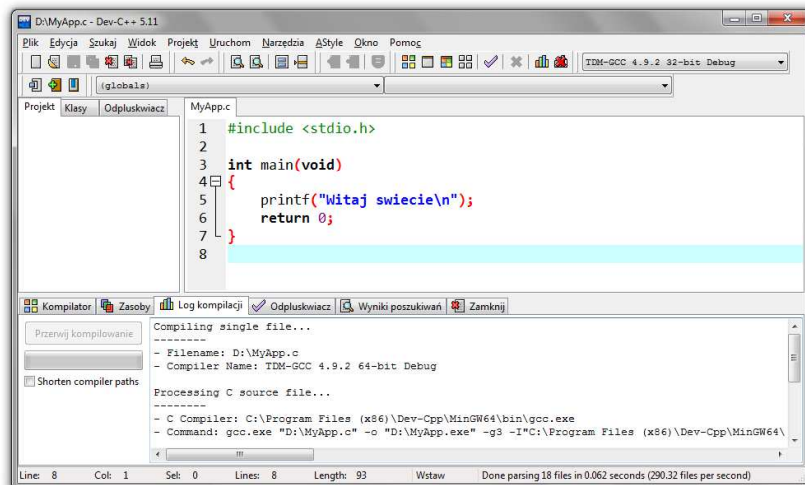 D:\MyApp.c - Dev-C++ 5.11
Plik Edycja Szukaj Widok Projekt Uruchom Narzędzia AStyle Okno Pomoc
TDM-GCC 4.9.2 32-bit Debug
(globals)
Projekt Klasy Odpluskwiacz
MyApp.c
1 #include <stdio.h>
2
3 int main(void)
4 {
5 printf("Witaj swiecie\n");
6 return 0;
7 }
8
Kompilator Zasoby Log kompilacji Odpluskwiacz Wyniki poszukiwań Zamknij
Przerwij kompilowanie
Shorten compiler paths
Compiling single file...
--------
- Filename: D:\MyApp.c
- Compiler Name: TDM-GCC 4.9.2 64-bit Debug
Processing C source file...
--------
- C Compiler: C:\Program Files (x86)\Dev-Cpp\MinGW64\bin\gcc.exe
- Command: gcc.exe "D:\MyApp.c" -o "D:\MyApp.exe" -g3 -I"C:\Program Files (x86)\Dev-Cpp\MinGW64\
Line: 8 Col: 1 Sel: 0 Lines: 8 Length: 93 Wstaw Done parsing 18 files in 0.062 seconds (290.32 files per second)